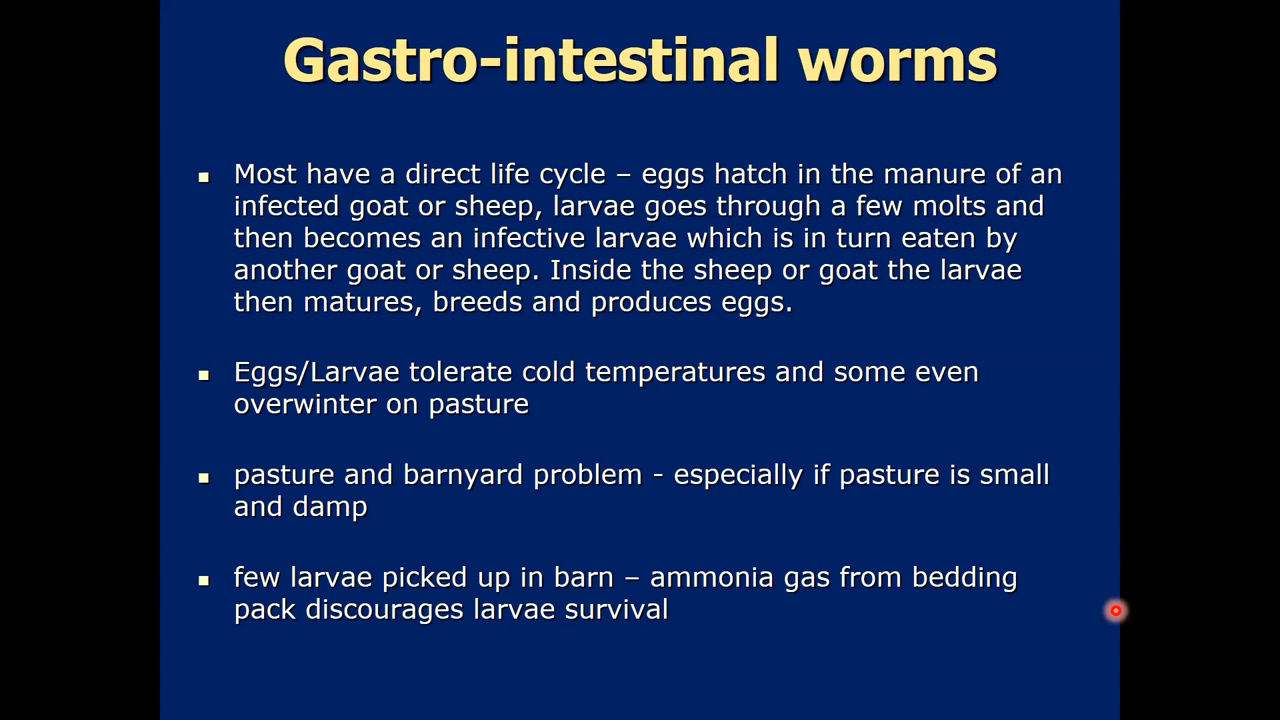 Gastro-intestinal worms
Most have a direct life cycle – eggs hatch in the manure of an
infected goat or sheep, larvae goes through a few molts and
then becomes an infective larvae which is in turn eaten by
another goat or sheep. Inside the sheep or goat the larvae
then matures, breeds and produces eggs.
Eggs/Larvae tolerate cold temperatures and some even
overwinter on pasture
pasture and barnyard problem - especially if pasture is small
and damp
few larvae picked up in barn – ammonia gas from bedding
pack discourages larvae survival